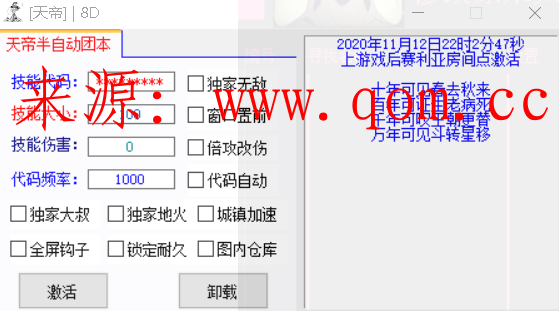 [天帝] | 8D
天帝半自动团本
技能代码： *********
独家无敌
技能大小： 100
窗口置前
技能伤害： 0
倍攻改伤
代码频率： 1000
代码自动
独家大叔 独家地火 城镇加速
全屏钩子 锁定耐久 图内仓库
激活 卸载
2020年11月12日22时2分47秒
上游戏后赛利亚房间点激活
十年可见春去秋来
百年可证生老病死
千年可叹王朝更替
万年可见斗转星移
来源：www.qom.cc